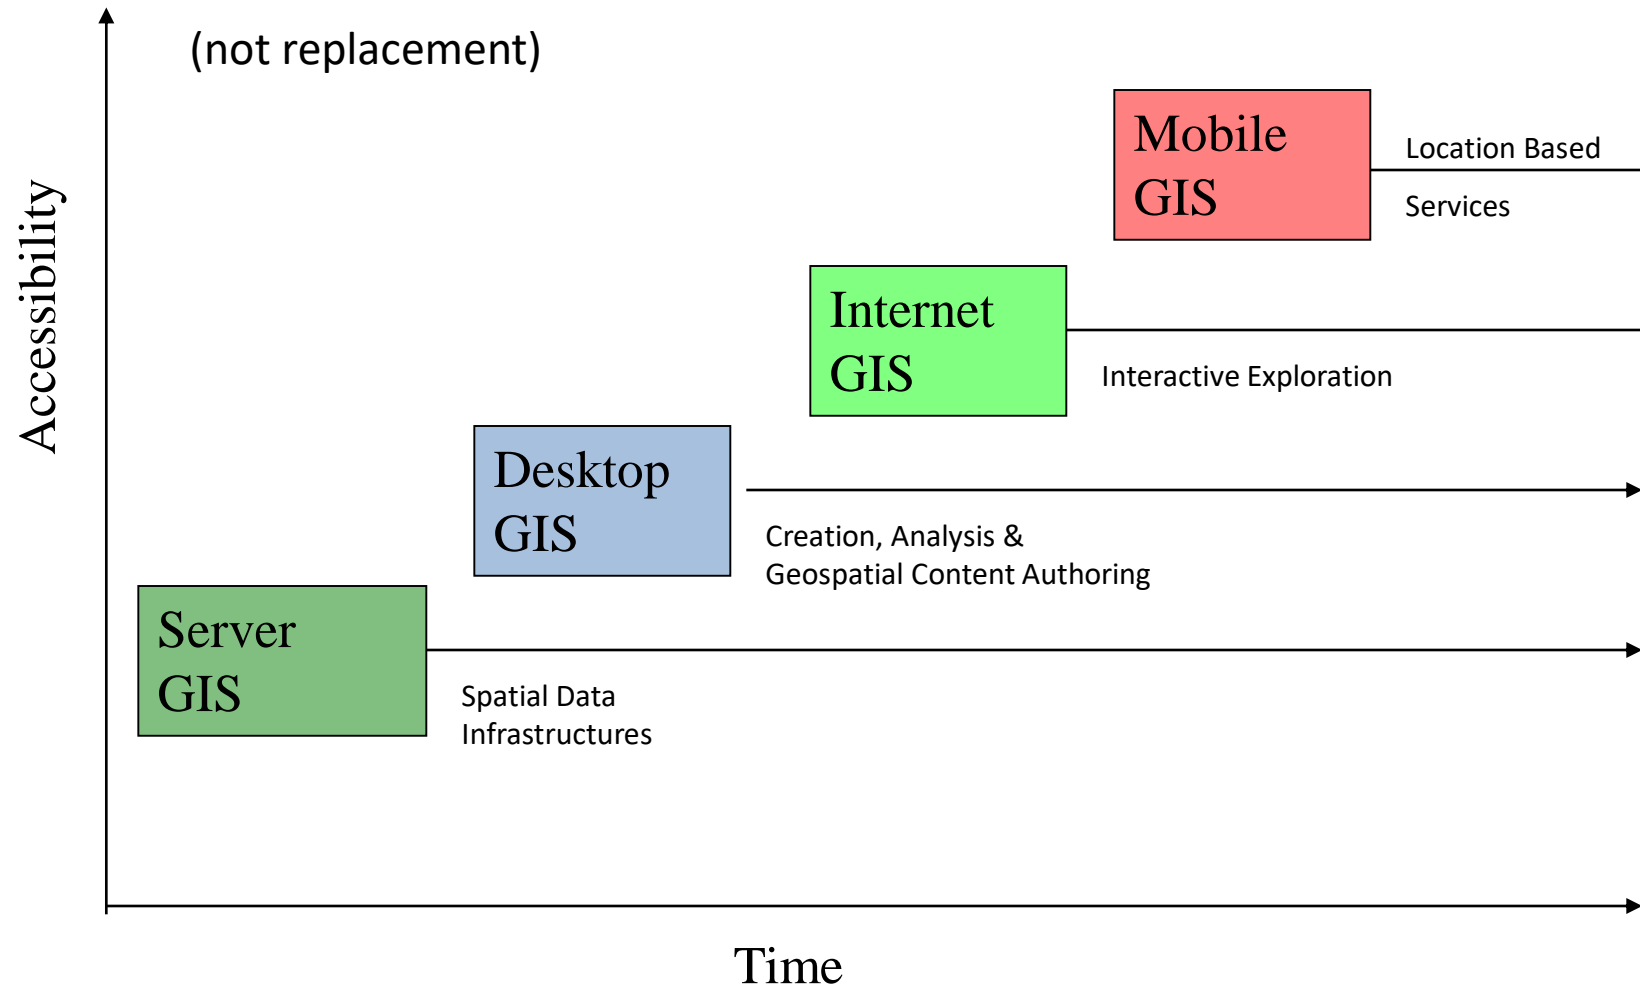 (not replacement)
Mobile
GIS
Location Based
Services
Accessibility
Internet
GIS
Interactive Exploration
Desktop
GIS
Creation, Analysis &
Geospatial Content Authoring
Server
GIS
Spatial Data
Infrastructures
Time